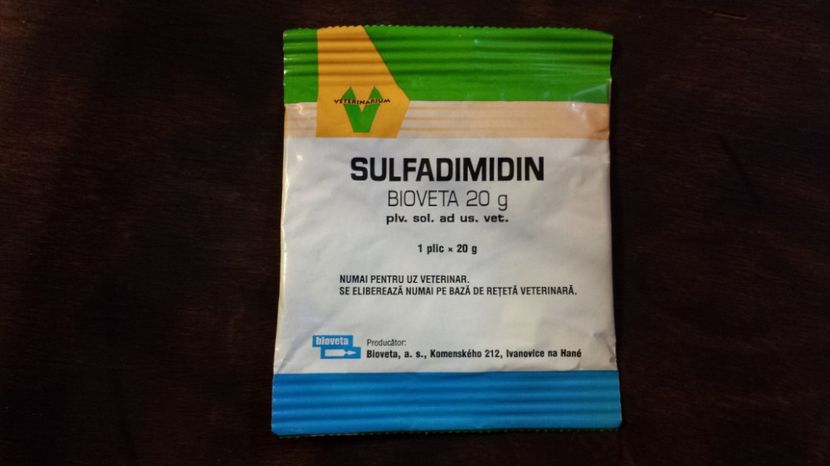 VETERINARIUM
SULFADIMIDIN
BIOVETA 20 g
plv. sol. ad us. vet.
1 plic × 20 g
NUMAI PENTRU UZ VETERINAR.
SE ELIBEREAZĂ NUMAI PE BAZĂ DE REȚETĂ VETERINARĂ.
bioveta
Producător:
Bioveta, a. s., Komenského 212, Ivanovice na Hané